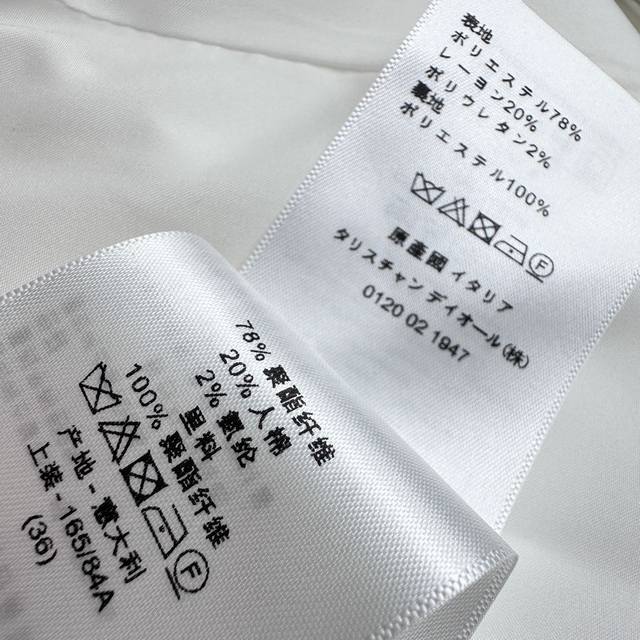 表地
ポリエステル78%
レーヨン20%
ポリウレタン2%
裏地
ポリエステル100%
F
原產國 イタリア
タリスチャン ディオール(株)
0120 02 1947
78% 聚酯纤维
20% 人棉
2% 氨纶
里料
100% 聚酯纤维
F
产地 - 意大利
上装 - 165/84A
(36)